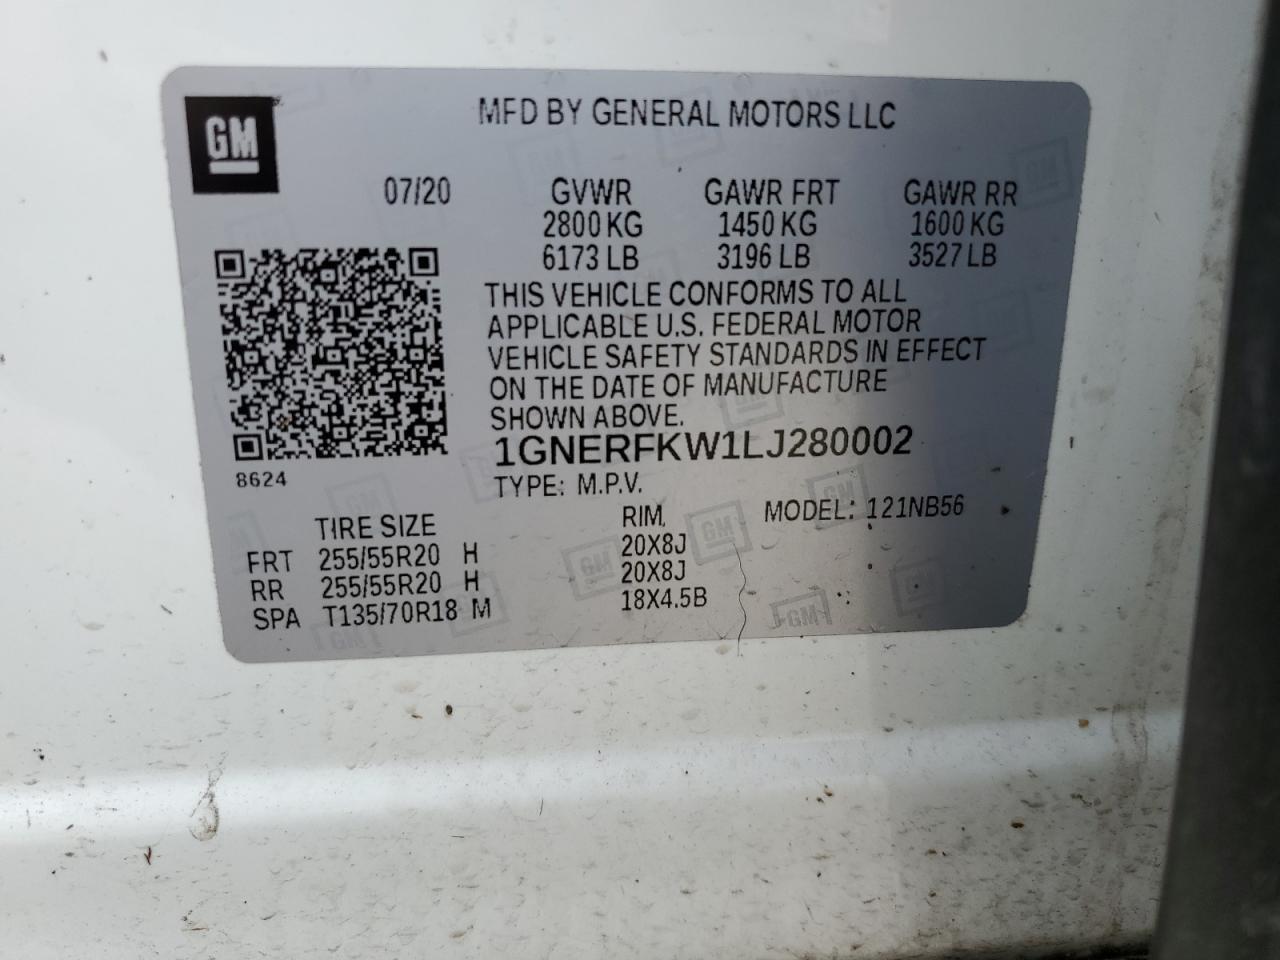 MFD BY GENERAL MOTORS LLC
GM
07/20 GVWR GAWR FRT GAWR RR
2800 KG 1450 KG 1600 KG
6173 LB 3196 LB 3527 LB
THIS VEHICLE CONFORMS TO ALL
APPLICABLE U.S. FEDERAL MOTOR
VEHICLE SAFETY STANDARDS IN EFFECT
ON THE DATE OF MANUFACTURE
SHOWN ABOVE.
1GNERFKW1LJ280002
8624
TYPE: M.P.V.
TIRE SIZE RIM MODEL: 121NB56
FRT 255/55R20 H 20X8J
RR 255/55R20 H 20X8J
SPA T135/70R18 M 18X4.5B